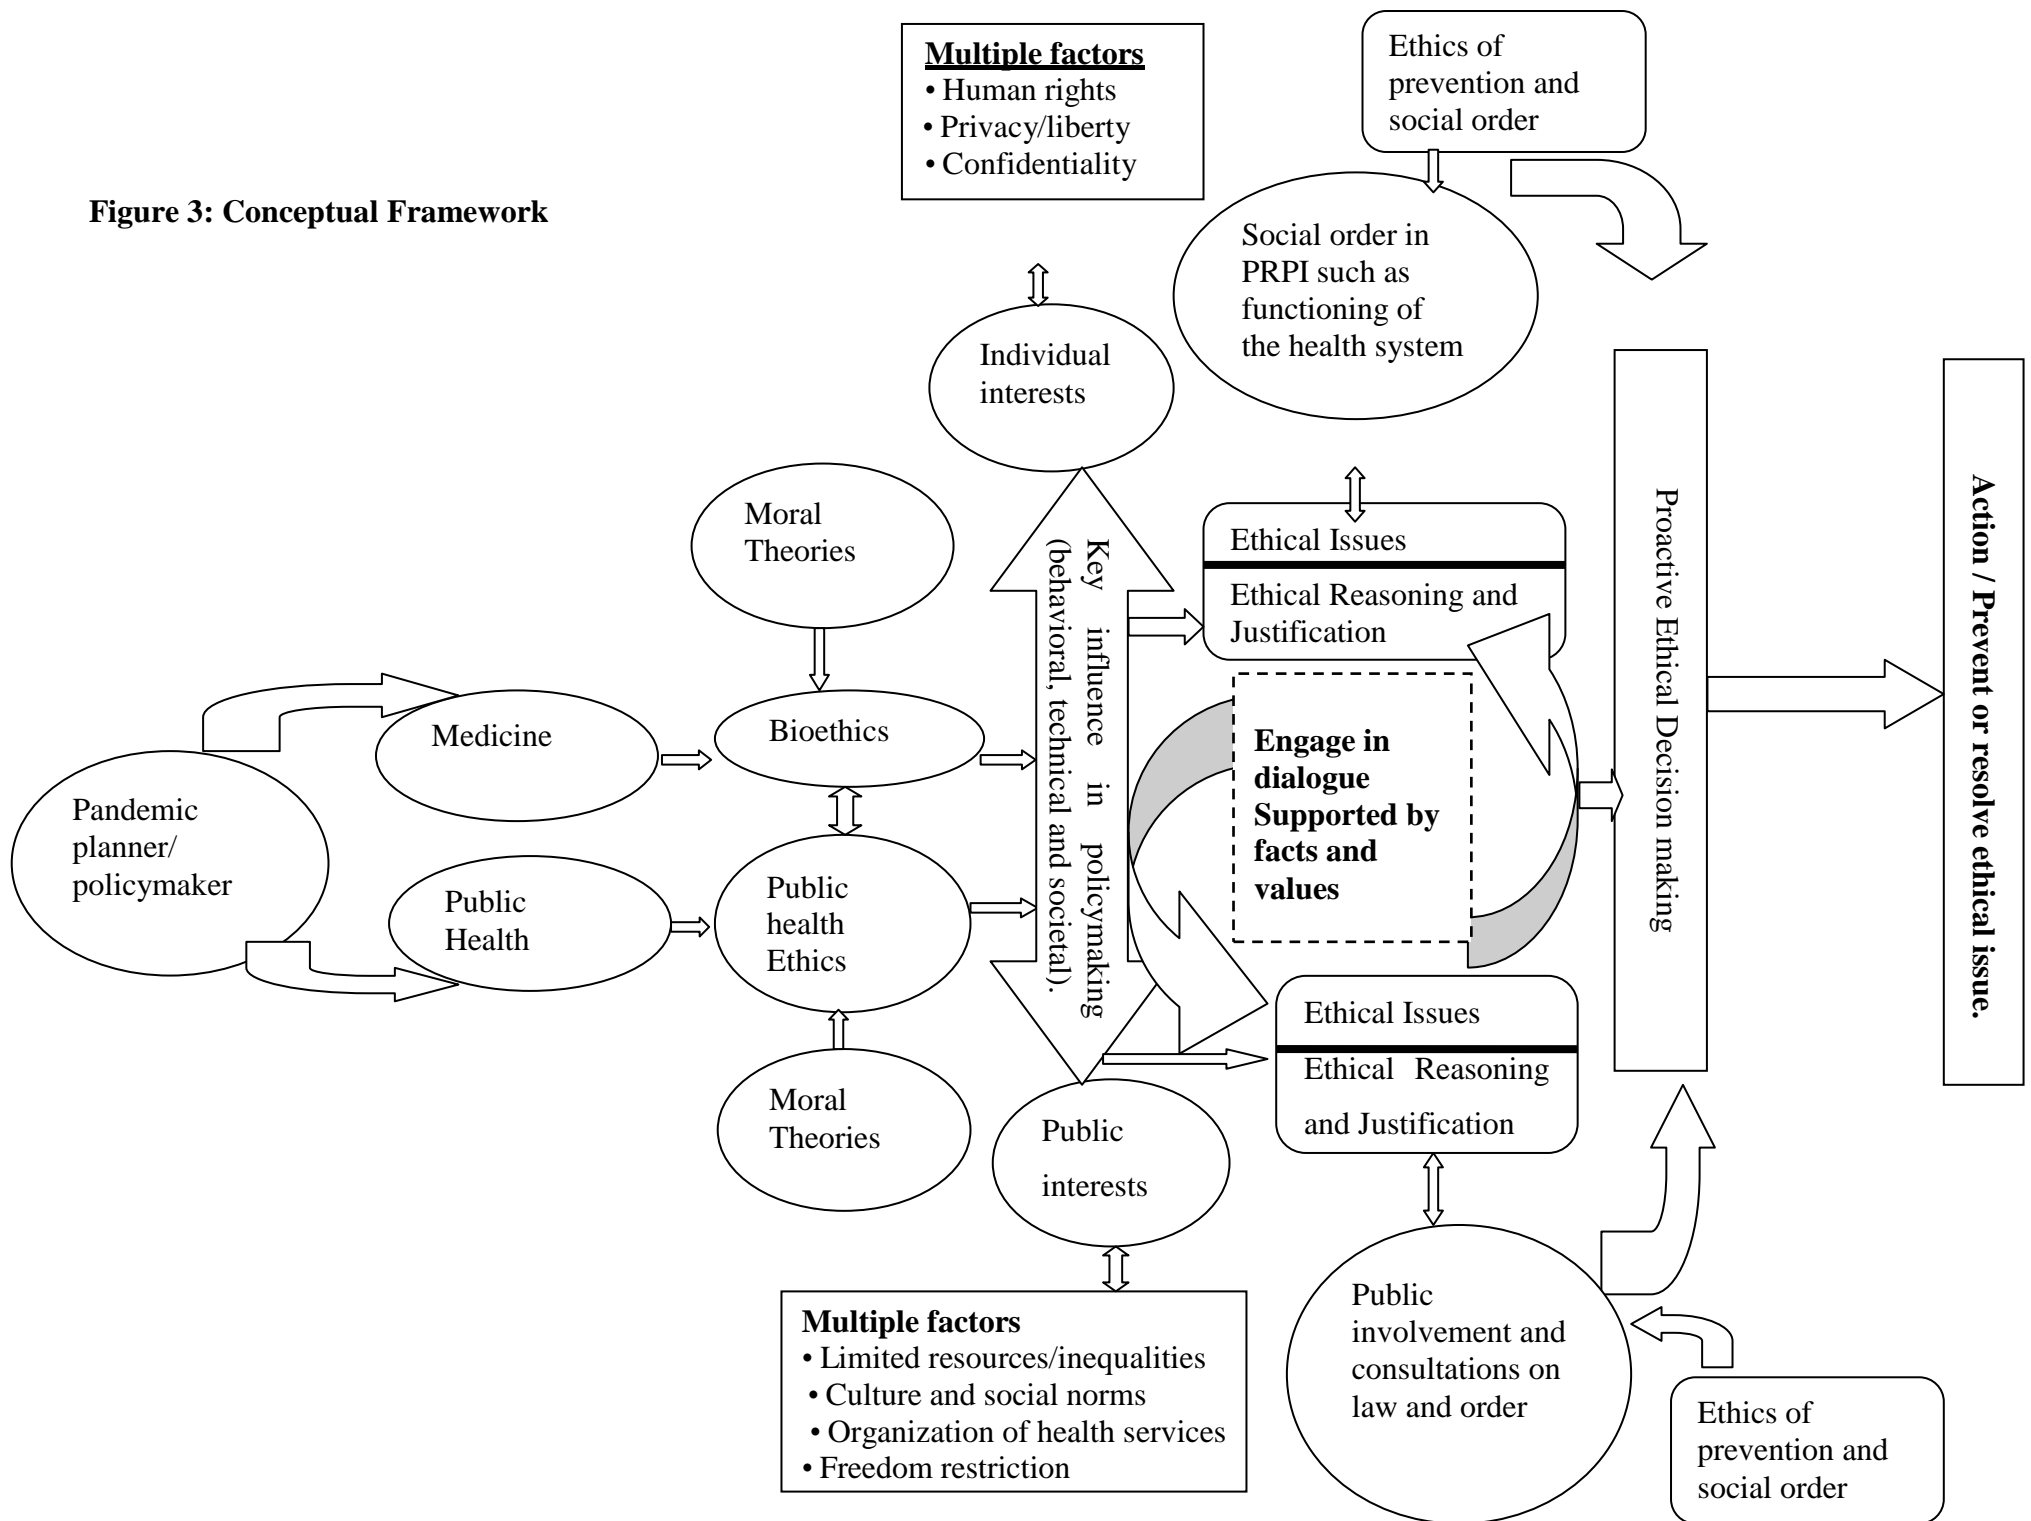 Multiple factors
• Human rights
• Privacy/liberty
• Confidentiality
Ethics of
prevention and
social order
Figure 3: Conceptual Framework
Social order in
PRPI such as
functioning of
the health system
Individual
interests
Moral
Theories
Ethical Issues
Ethical Reasoning and
Justification
Key influence in policymaking
(behavioral, technical and societal).
Proactive Ethical Decision making
Action / Prevent or resolve ethical issue.
Medicine
Bioethics
Engage in
dialogue
Supported by
facts and
values
Pandemic
planner/
policymaker
Public
Health
Public
health
Ethics
Ethical Issues
Ethical Reasoning
and Justification
Moral
Theories
Public
interests
Multiple factors
• Limited resources/inequalities
• Culture and social norms
• Organization of health services
• Freedom restriction
Public
involvement and
consultations on
law and order
Ethics of
prevention and
social order